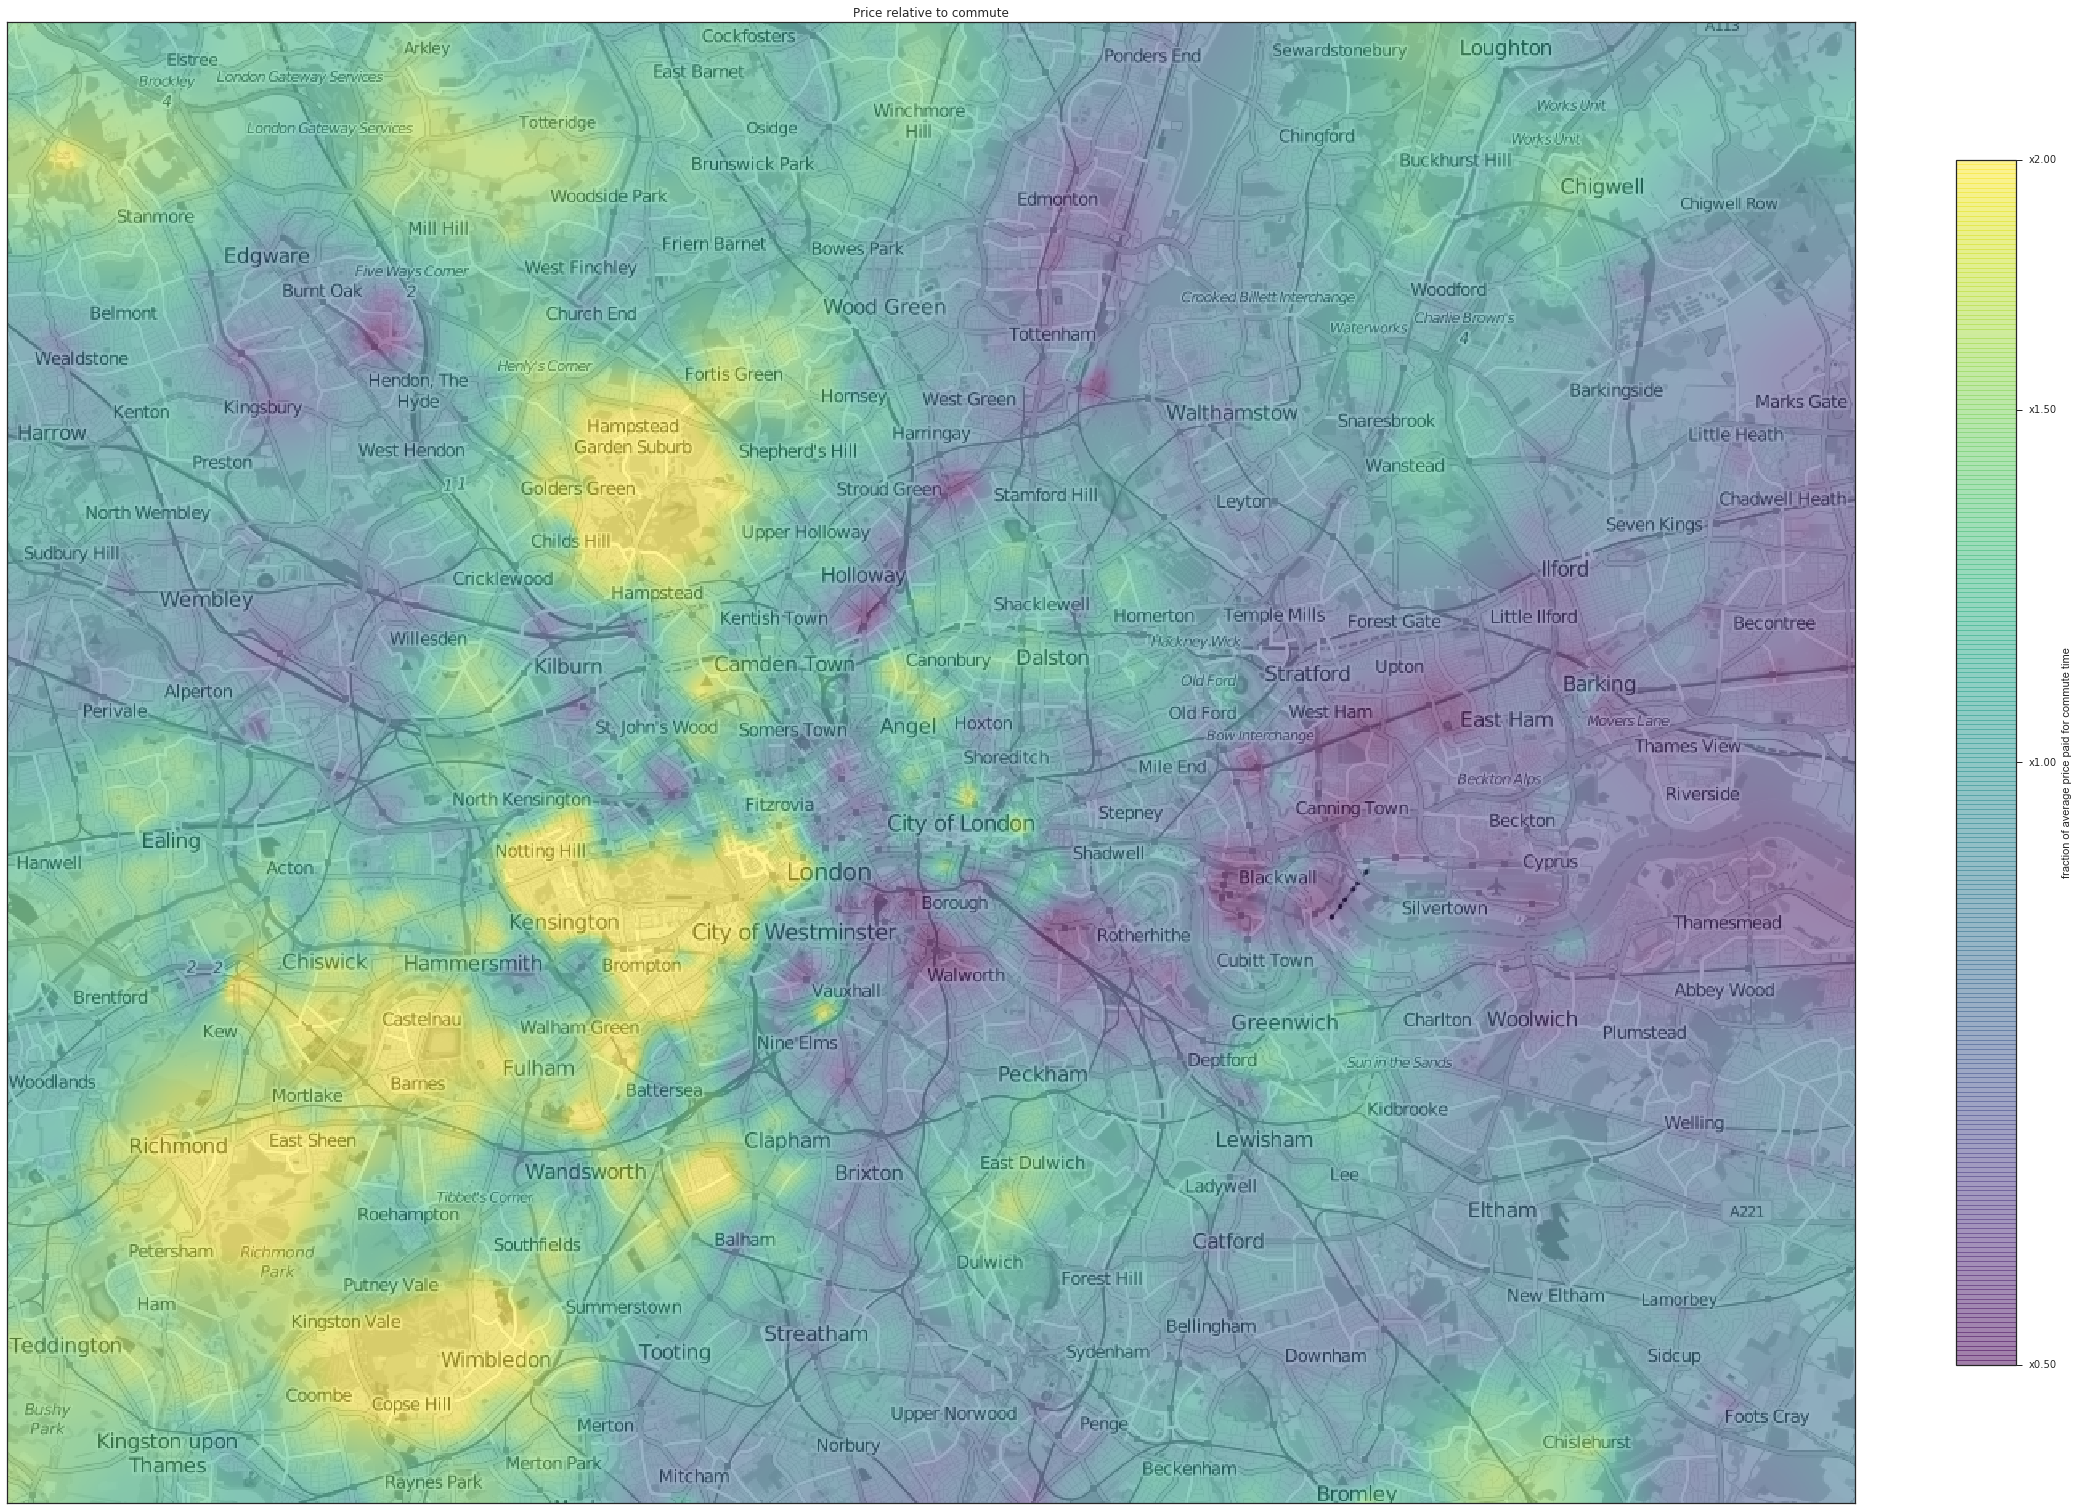 Price relative to commute
A113
Cockfosters
Arkley
Elstree
Brockley
4
London Gateway Services
East Barnet
Ponders End
Sewardstonebury
Loughton
Works Unit
Winchmore
Hill
London Gateway Services
Totteridge
Osidge
Chingford
Works Unit
Brunswick Park
Buckhurst Hill
Chigwell
Woodside Park
Edmonton
Chigwell Row
Stanmore
Mill Hill
Friern Barnet
Bowes Park
Edgware
Five Ways Corner
West Finchley
Burnt Oak
2
Woodford
Crooked Billett Interchange
Belmont
Church End
Wood Green
Charlie Brown's
4
Waterworks
Tottenham
Wealdstone
Henly's Corner
Fortis Green
Hendon, The
Hyde
Kingsbury
Hornsey
West Green
Barkingside
Marks Gate
Kenton
Walthamstow
Snaresbrook
Harrow
Hampstead
Garden Suburb
Harringay
Little Heath
West Hendon
Shepherd's Hill
Preston
Wanstead
11
Golders Green
Stroud Green
Stamford Hill
Leyton
Chadwell Heath
North Wembley
Seven Kings
Upper Holloway
Childs Hill
Sudbury Hill
Cricklewood
Holloway
Ilford
Hampstead
Wembley
Shacklewell
Kentish Town
Homerton
Temple Mills
Forest Gate
Little Ilford
Becontree
Willesden
Hackney Wick
Kilburn
Camden Town
Canonbury
Dalston
Stratford
Upton
Alperton
Old Ford
Barking
Perivale
St. John's Wood
Somers Town
Angel
Hoxton
Old Ford
West Ham
East Ham
Movers Lane
Bow Interchange
Thames View
Shoreditch
Mile End
Beckton Alps
North Kensington
Fitzrovia
Riverside
Stepney
Canning Town
City of London
Beckton
Ealing
Notting Hill
Shadwell
Hanwell
Acton
London
Blackwall
Cyprus
Borough
Silvertown
Kensington
City of Westminster
Rotherhithe
Thamesmead
Chiswick
Hammersmith
Brompton
2
2
Walworth
Cubitt Town
Brentford
Vauxhall
Abbey Wood
Castelnau
Walham Green
Greenwich
Charlton
Woolwich
Kew
Plumstead
Nine Elms
Fulham
Deptford
Sun in the Sands
Woodlands
Barnes
Battersea
Peckham
Mortlake
Kidbrooke
Richmond
East Sheen
Clapham
Lewisham
Welling
Wandsworth
Brixton
East Dulwich
Lee
Tibbet's Corner
Ladywell
Roehampton
Eltham
A221
Petersham
Richmond
Park
Southfields
Balham
Catford
Dulwich
Putney Vale
Forest Hill
Ham
Summerstown
New Eltham
Lamorbey
Kingston Vale
Streatham
Bellingham
Teddington
Wimbledon
Tooting
Sydenham
Downham
Sidcup
Coombe
Copse Hill
Bushy
Park
Merton
Upper Norwood
Penge
Foots Cray
Kingston upon
Thames
Norbury
Chislehurst
Merton Park
Mitcham
Beckenham
Raynes Park
Bromley
x2.00
x1.50
x1.00
x0.50
fraction of average price paid for commute time